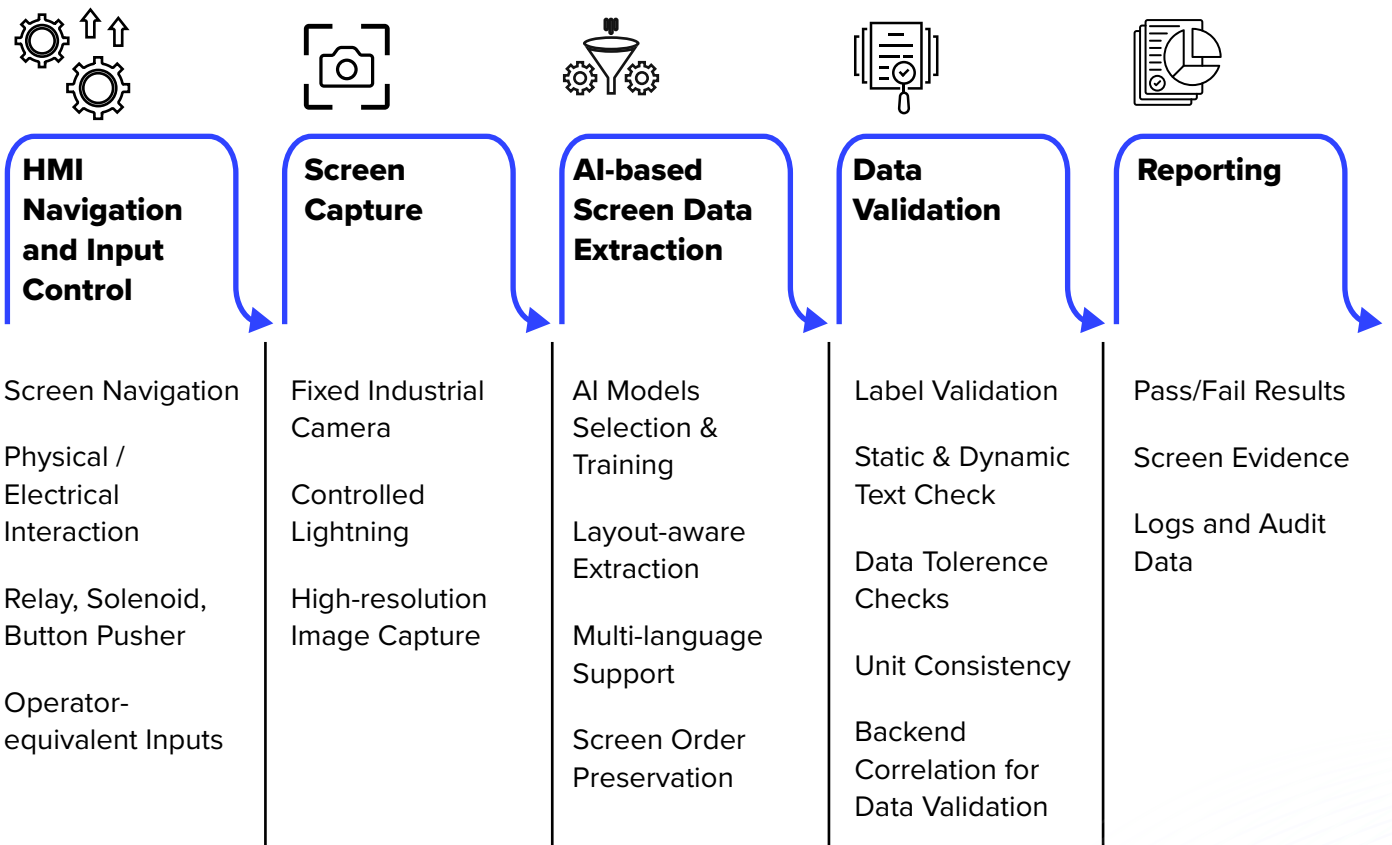 HMI
Navigation
and Input
Control
Screen
Capture
AI-based
Screen Data
Extraction
Data
Validation
Reporting
Screen Navigation
Physical /
Electrical
Interaction
Relay, Solenoid,
Button Pusher
Operator-
equivalent Inputs
Fixed Industrial
Camera
Controlled
Lightning
High-resolution
Image Capture
AI Models
Selection &
Training
Layout-aware
Extraction
Multi-language
Support
Screen Order
Preservation
Label Validation
Static & Dynamic
Text Check
Data Tolerence
Checks
Unit Consistency
Backend
Correlation for
Data Validation
Pass/Fail Results
Screen Evidence
Logs and Audit
Data